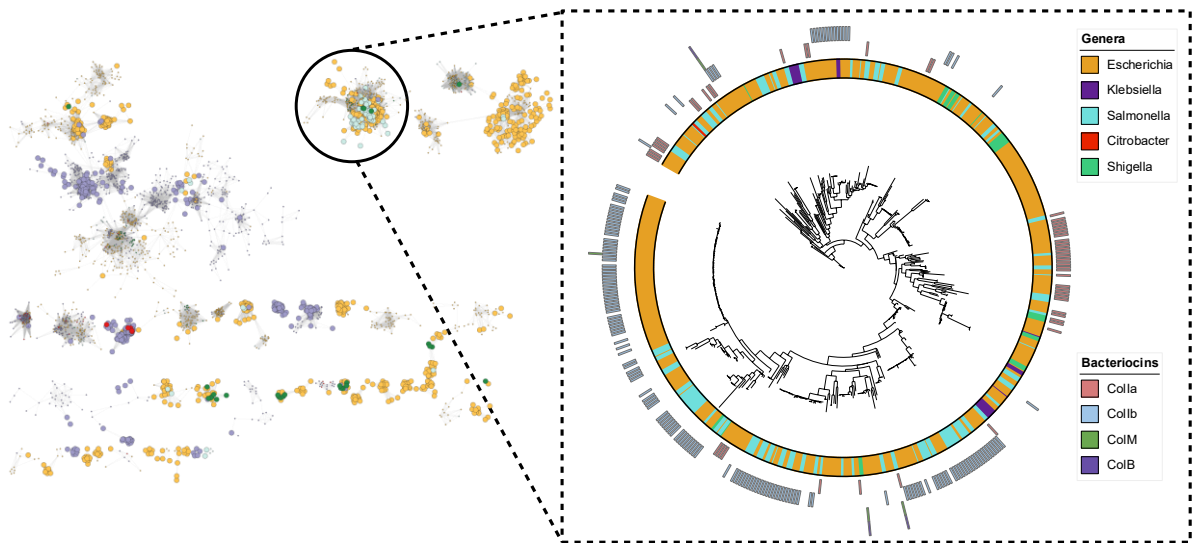 Genera
Escherichia
Klebsiella
Salmonella
Citrobacter
Shigella
Bacteriocins
ColIa
ColIb
ColM
ColB